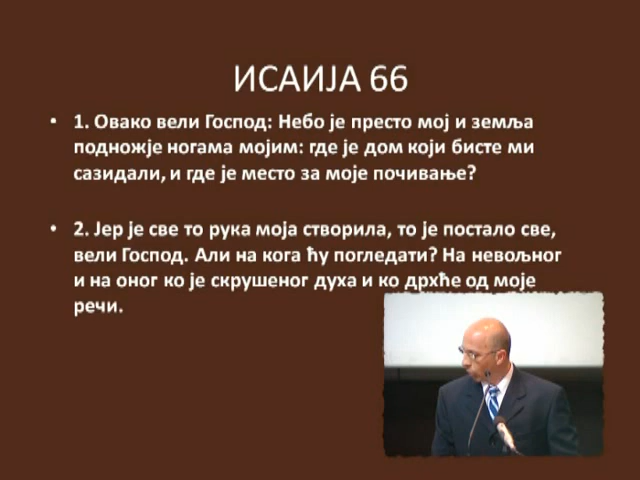 ИСАИЈА 66
• 1. Овако вели Господ: Небо је престо мој и земља
подножје ногама мојим: где је дом који бисте ми
сазидали, и где је место за моје почивање?
• 2. Јер је све то рука моја створила, то је постало све,
вели Господ. Али на кога ћу погледати? На невољног
и на оног ко је скрушеног духа и ко дрхће од моје
речи.